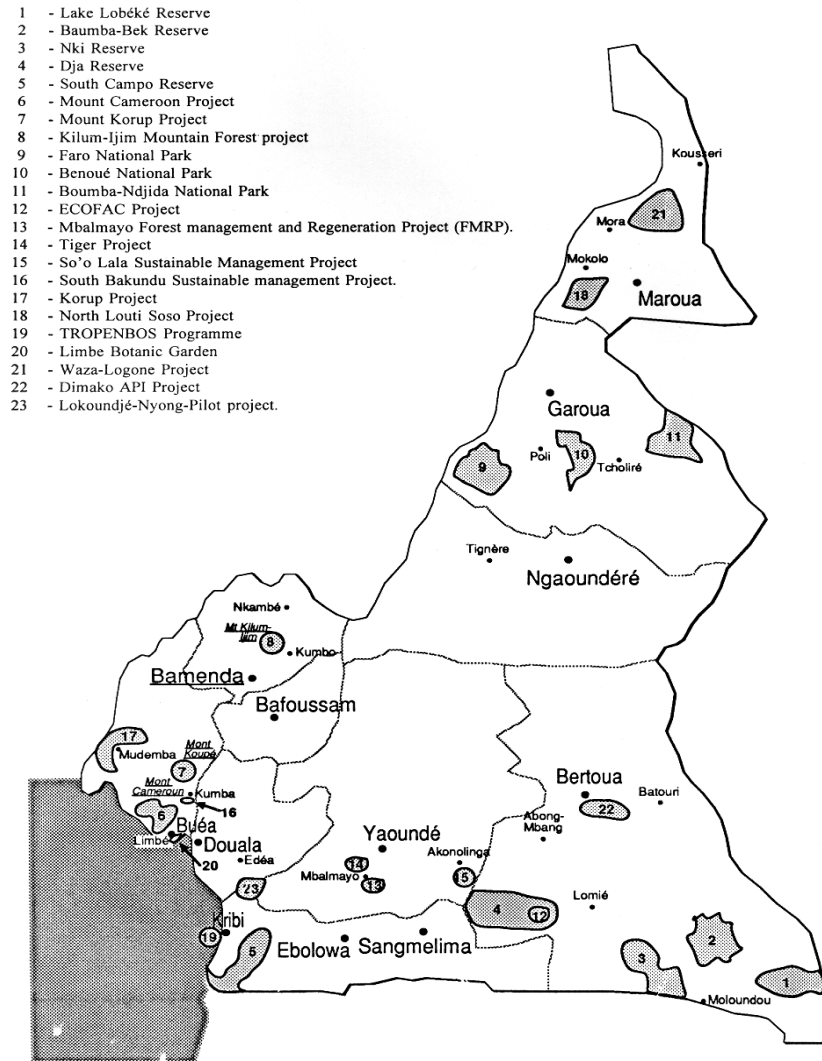 1 - Lake Lobéké Reserve
2 - Baumba-Bek Reserve
3 - Nki Reserve
4 - Dja Reserve
5 - South Campo Reserve
6 - Mount Cameroon Project
7 - Mount Korup Project
8 - Kilum-Ijim Mountain Forest project
9 - Faro National Park
10 - Benoué National Park
11 - Boumba-Ndjida National Park
12 - ECOFAC Project
13 - Mbalmayo Forest management and Regeneration Project (FMRP).
14 - Tiger Project
15 - So'o Lala Sustainable Management Project
16 - South Bakundu Sustainable management Project.
17 - Korup Project
18 - North Louti Soso Project
19 - TROPENBOS Programme
20 - Limbe Botanic Garden
21 - Waza-Logone Project
22 - Dimako API Project
23 - Lokoundjé-Nyong-Pilot project.
Kousseri
21
Mora
Mokolo
18
Maroua
Garoua
11
Poli
10
9
Tcholiré
Tignère
Ngaoundéré
Nkambé
Mt Kilum-
Ijim
8
Kumbo
Bamenda
Bafoussam
17
Mudemba
Mont
Koupé
7
Mont
Cameroun
Kumba
16
6
Buéa
Limbé
20
Douala
Edéa
Bertoua
Batouri
22
Abong-
Mbang
Yaoundé
Akonolinga
14
Mbalmayo
13
15
23
4
12
Lomié
Kribi
19
5
Ebolowa
Sangmelima
2
3
1
Moloundou